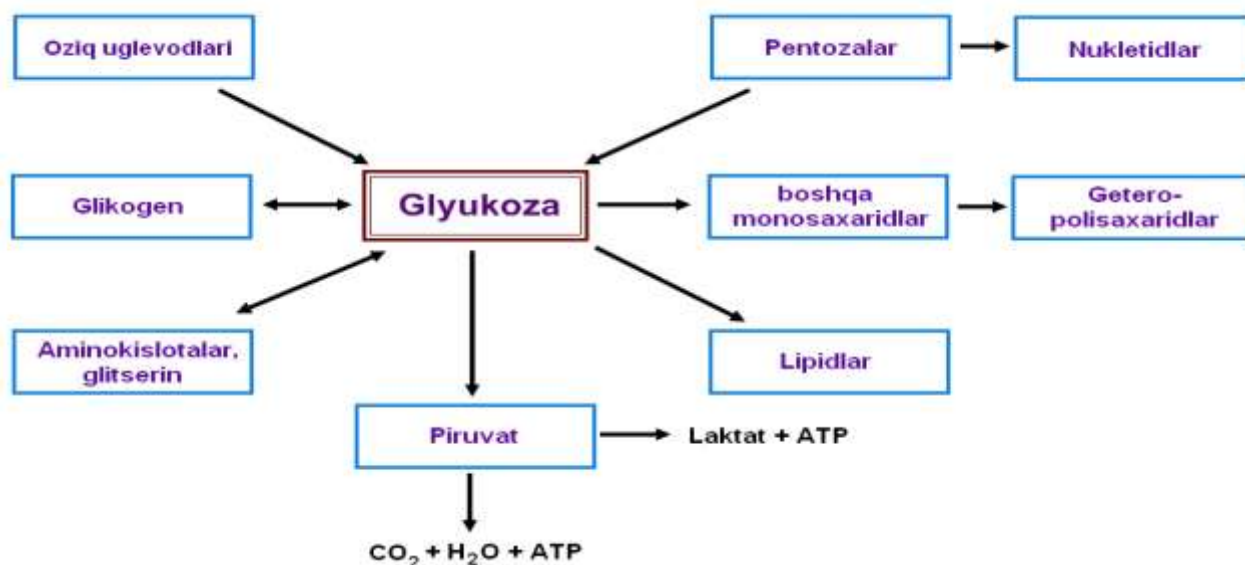 Oziq uglevodlari
Pentozalar
Nukletidlar
Glikogen
Glyukoza
boshqa
monosaxaridlar
Getero-
polisaxaridlar
Aminokislotalar,
glitserin
Lipidlar
Piruvat
Laktat + ATP
CO₂ + H₂O + ATP